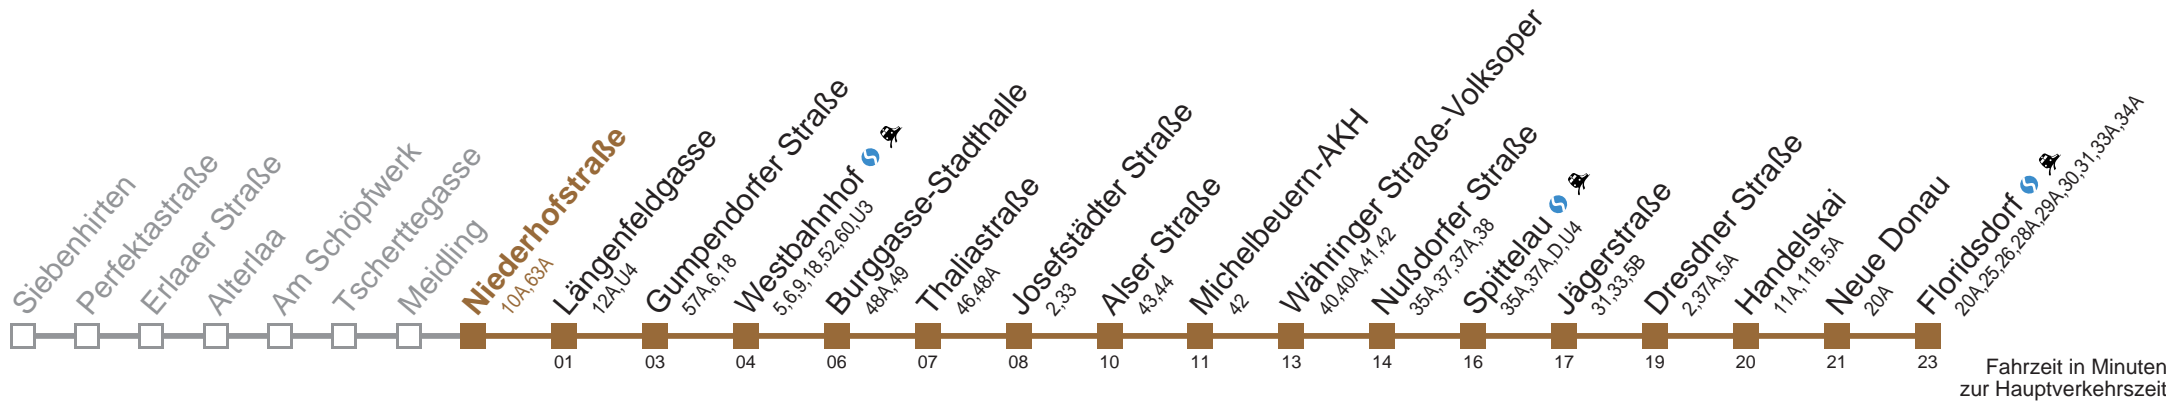 Siebenhirten
Perfektastraße
Erlaaer Straße
Alterlaa
Am Schöpfwerk
Tscherttegasse
Meidling
Niederhofstraße
10A,63A
Längenfeldgasse
12A,U4
Gumpendorfer Straße
57A,6,18
Westbahnhof
5,6,9,18,52,60,U3
Burggasse-Stadthalle
48A,49
Thaliastraße
46,48A
Josefstädter Straße
2,33
Alser Straße
43,44
Michelbeuern-AKH
42
Währinger Straße-Volksoper
40,40A,41,42
Nußdorfer Straße
35A,37,37A,38
Spittelau
35A,37A,D,U4
Jägerstraße
31,33,5B
Dresdner Straße
2,37A,5A
Handelskai
11A,11B,5A
Neue Donau
20A
Floridsdorf
20A,25,26,28A,29A,30,31,33A,34A
01 03 04 06 07 08 10 11 13 14 16 17 19 20 21 23
Fahrzeit in Minuten
zur Hauptverkehrszeit